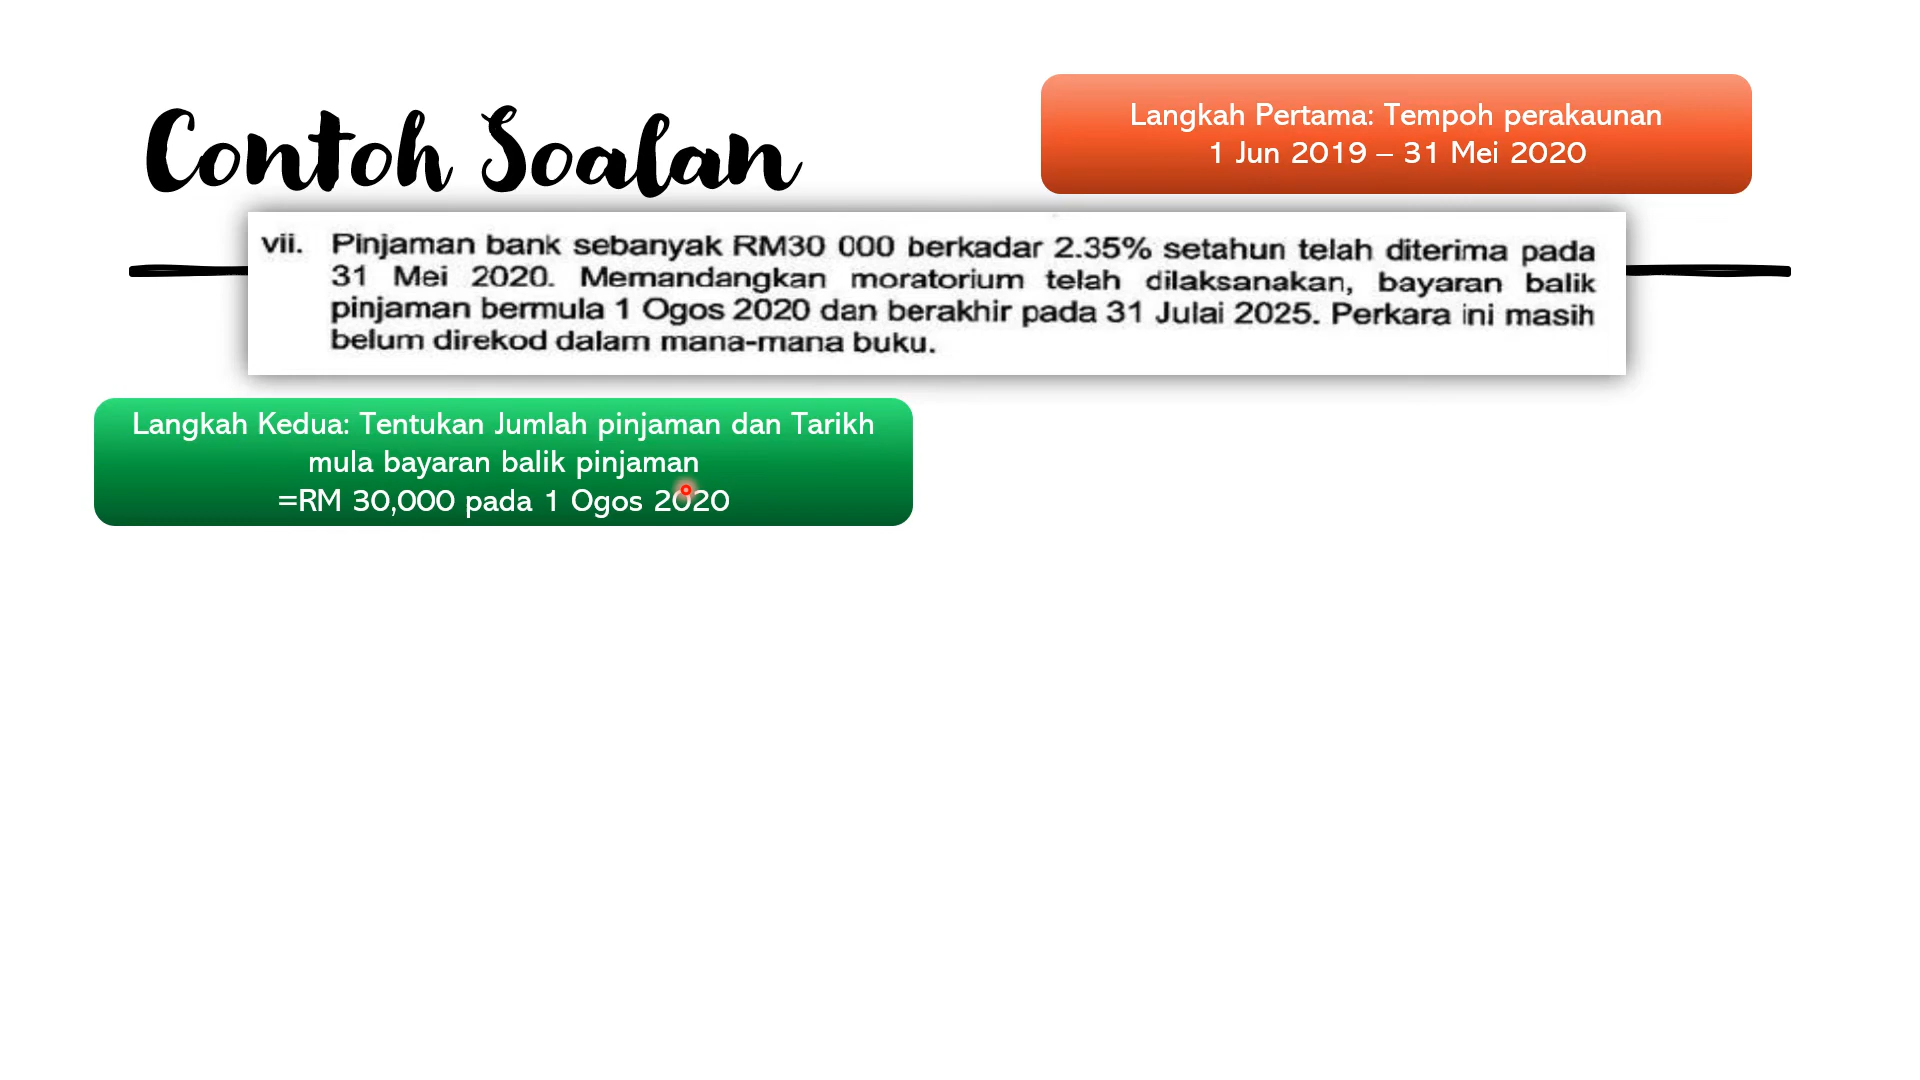 Contoh Soalan
Langkah Pertama: Tempoh perakaunan
1 Jun 2019 – 31 Mei 2020
vii. Pinjaman bank sebanyak RM30 000 berkadar 2.35% setahun telah diterima pada
31 Mei 2020. Memandangkan moratorium telah dilaksanakan, bayaran balik
pinjaman bermula 1 Ogos 2020 dan berakhir pada 31 Julai 2025. Perkara ini masih
belum direkod dalam mana-mana buku.
Langkah Kedua: Tentukan Jumlah pinjaman dan Tarikh
mula bayaran balik pinjaman
=RM 30,000 pada 1 Ogos 2020